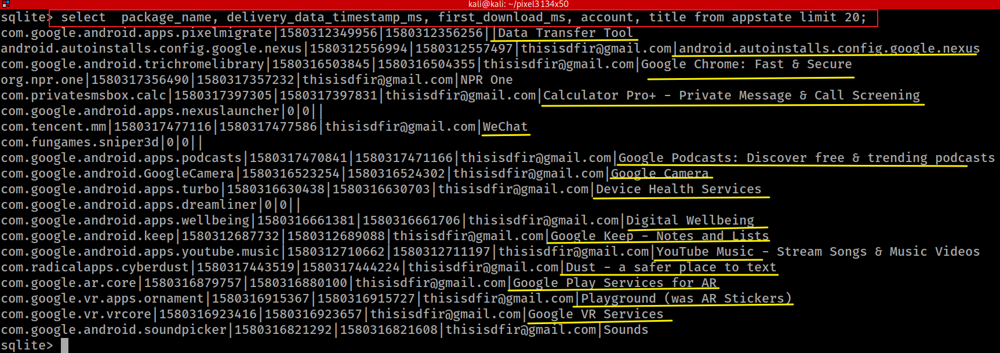 kali@kali: ~/pixel3 134x50
sqlite> select  package_name, delivery_data_timestamp_ms, first_download_ms, account, title from appstate limit 20;
com.google.android.apps.pixelmigrate|1580312349956|1580312356256||Data Transfer Tool
android.autoinstalls.config.google.nexus|1580312556994|1580312557497|thisisdfir@gmail.com|android.autoinstalls.config.google.nexus
com.google.android.trichromelibrary|1580316503845|1580316504355|thisisdfir@gmail.com|Google Chrome: Fast & Secure
org.npr.one|1580317356490|1580317357232|thisisdfir@gmail.com|NPR One
com.privatesmsbox.calc|1580317397305|1580317397831|thisisdfir@gmail.com|Calculator Pro+ - Private Message & Call Screening
com.google.android.apps.nexuslauncher|0|0||
com.tencent.mm|1580317477116|1580317477586|thisisdfir@gmail.com|WeChat
com.fungames.sniper3d|0|0||
com.google.android.apps.podcasts|1580317470841|1580317471166|thisisdfir@gmail.com|Google Podcasts: Discover free & trending podcasts
com.google.android.GoogleCamera|1580316523254|1580316524302|thisisdfir@gmail.com|Google Camera
com.google.android.apps.turbo|1580316630438|1580316630703|thisisdfir@gmail.com|Device Health Services
com.google.android.apps.dreamliner|0|0||
com.google.android.apps.wellbeing|1580316661381|1580316661706|thisisdfir@gmail.com|Digital Wellbeing
com.google.android.keep|1580312687732|1580312689088|thisisdfir@gmail.com|Google Keep - Notes and Lists
com.google.android.apps.youtube.music|1580312710662|1580312711197|thisisdfir@gmail.com|YouTube Music - Stream Songs & Music Videos
com.radicalapps.cyberdust|1580317443519|1580317444224|thisisdfir@gmail.com|Dust - a safer place to text
com.google.ar.core|1580316879757|1580316880100|thisisdfir@gmail.com|Google Play Services for AR
com.google.vr.apps.ornament|1580316915367|1580316915727|thisisdfir@gmail.com|Playground (was AR Stickers)
com.google.vr.vrcore|1580316923416|1580316923657|thisisdfir@gmail.com|Google VR Services
com.google.android.soundpicker|1580316821292|1580316821608|thisisdfir@gmail.com|Sounds
sqlite>